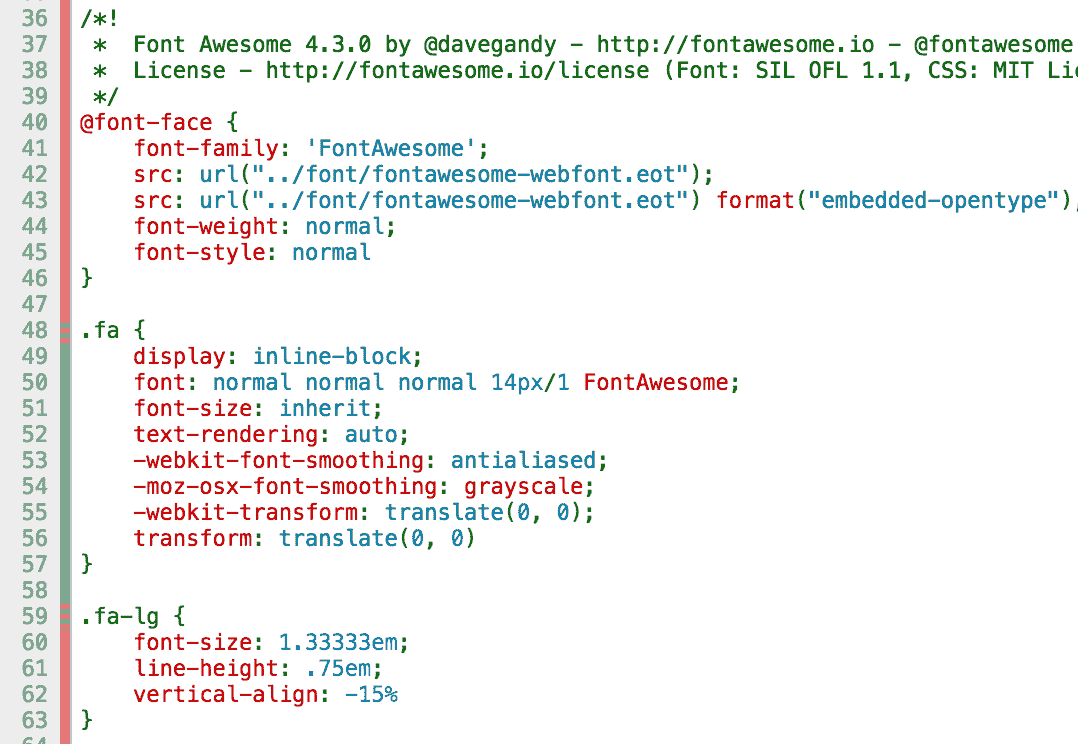 36 /*!
37  *  Font Awesome 4.3.0 by @davegandy - http://fontawesome.io - @fontawesome
38  *  License - http://fontawesome.io/license (Font: SIL OFL 1.1, CSS: MIT
39  */
40 @font-face {
41     font-family: 'FontAwesome';
42     src: url("../font/fontawesome-webfont.eot");
43     src: url("../font/fontawesome-webfont.eot") format("embedded-opentype"),
44     font-weight: normal;
45     font-style: normal
46 }
47
48 .fa {
49     display: inline-block;
50     font: normal normal normal 14px/1 FontAwesome;
51     font-size: inherit;
52     text-rendering: auto;
53     -webkit-font-smoothing: antialiased;
54     -moz-osx-font-smoothing: grayscale;
55     -webkit-transform: translate(0, 0);
56     transform: translate(0, 0)
57 }
58
59 .fa-lg {
60     font-size: 1.33333em;
61     line-height: .75em;
62     vertical-align: -15%
63 }
64